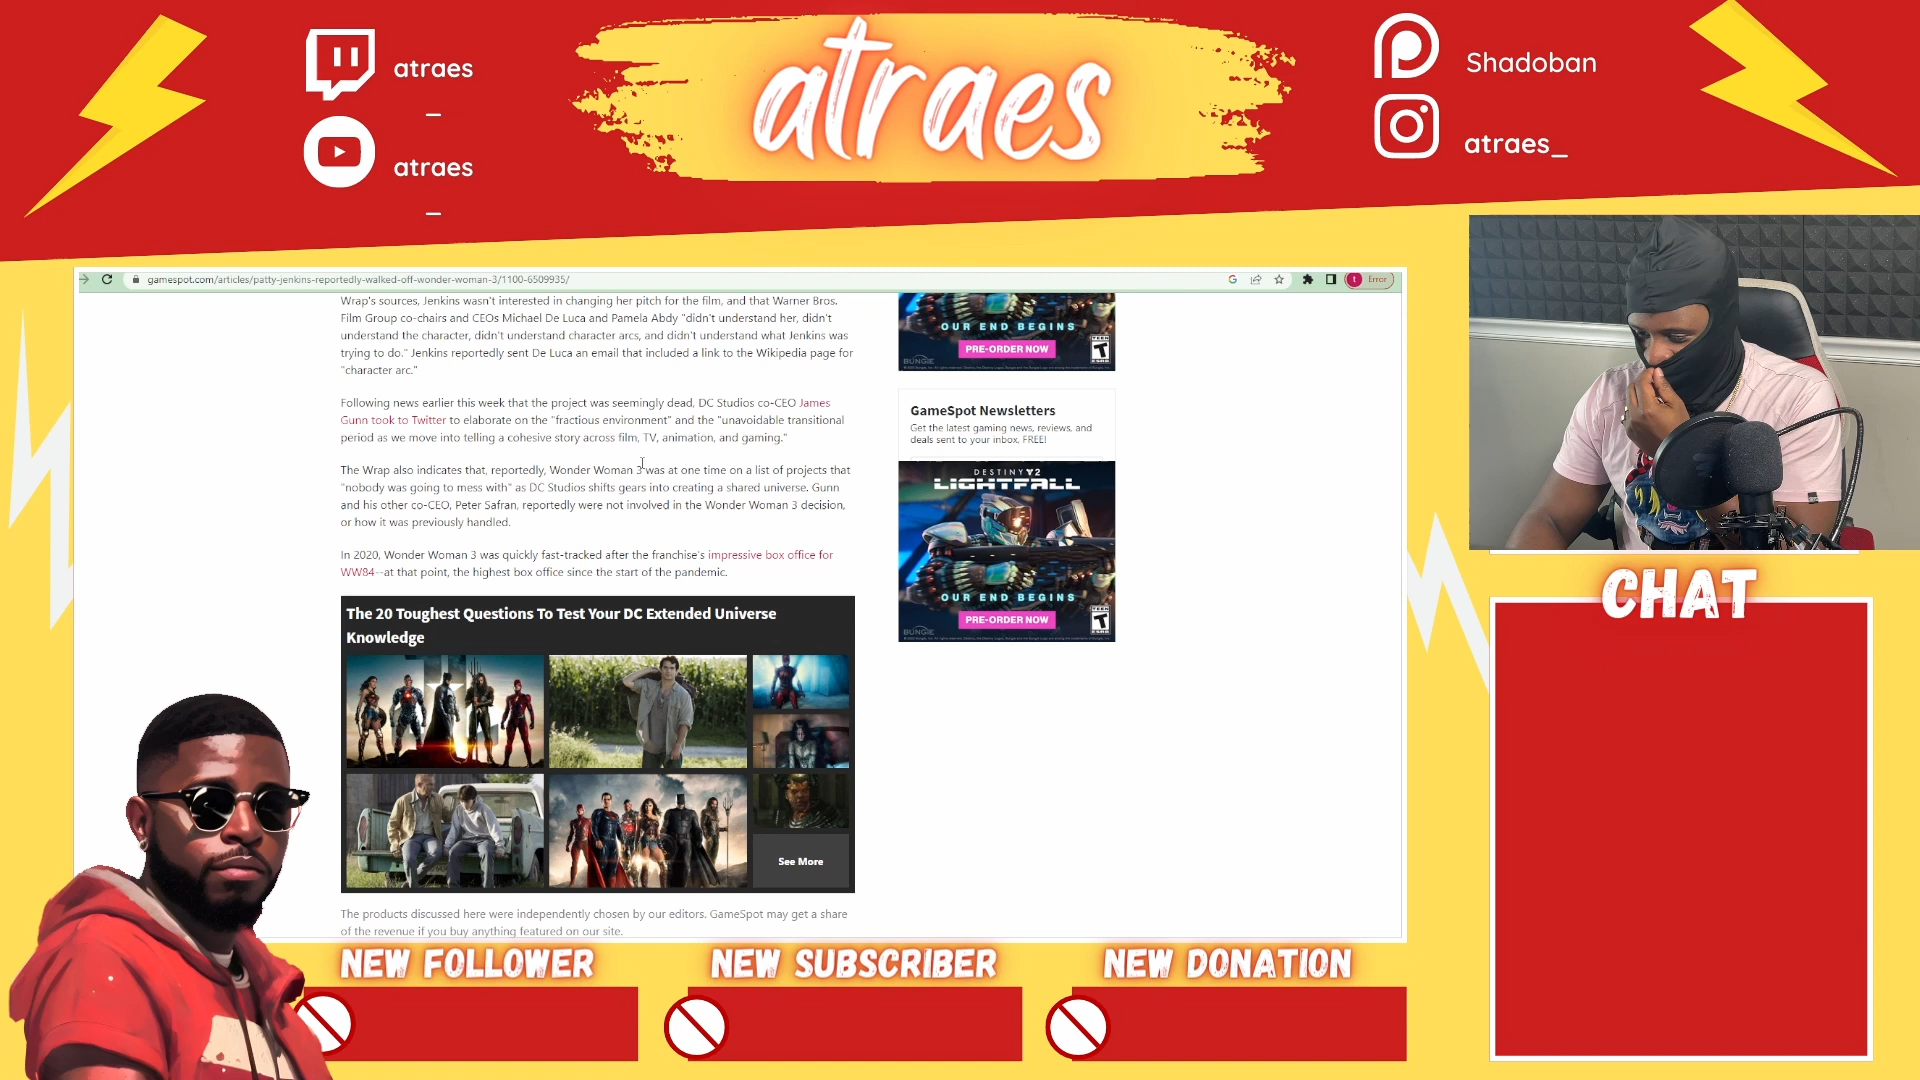 atraes
_
atraes
_
atraes
Shadoban
atraes_
gamespot.com/articles/patty-jenkins-reportedly-walked-off-wonder-woman-3/1100-6509935/
Error
Wrap's sources, Jenkins wasn't interested in changing her pitch for the film, and that Warner Bros.
Film Group co-chairs and CEOs Michael De Luca and Pamela Abdy "didn't understand her, didn't
understand the character, didn't understand character arcs, and didn't understand what Jenkins was
trying to do." Jenkins reportedly sent De Luca an email that included a link to the Wikipedia page for
"character arc."
Following news earlier this week that the project was seemingly dead, DC Studios co-CEO James
Gunn took to Twitter to elaborate on the "fractious environment" and the "unavoidable transitional
period as we move into telling a cohesive story across film, TV, animation, and gaming."
The Wrap also indicates that, reportedly, Wonder Woman 3 was at one time on a list of projects that
"nobody was going to mess with" as DC Studios shifts gears into creating a shared universe. Gunn
and his other co-CEO, Peter Safran, reportedly were not involved in the Wonder Woman 3 decision,
or how it was previously handled.
In 2020, Wonder Woman 3 was quickly fast-tracked after the franchise's impressive box office for
WW84--at that point, the highest box office since the start of the pandemic.
The 20 Toughest Questions To Test Your DC Extended Universe
Knowledge
See More
The products discussed here were independently chosen by our editors. GameSpot may get a share
of the revenue if you buy anything featured on our site.
OUR END BEGINS
PRE-ORDER NOW
BUNGIE
TEEN
T
ESRB
GameSpot Newsletters
Get the latest gaming news, reviews, and
deals sent to your inbox, FREE!
DESTINY 2
LIGHTFALL
OUR END BEGINS
PRE-ORDER NOW
BUNGIE
TEEN
T
ESRB
CHAT
NEW FOLLOWER
NEW SUBSCRIBER
NEW DONATION